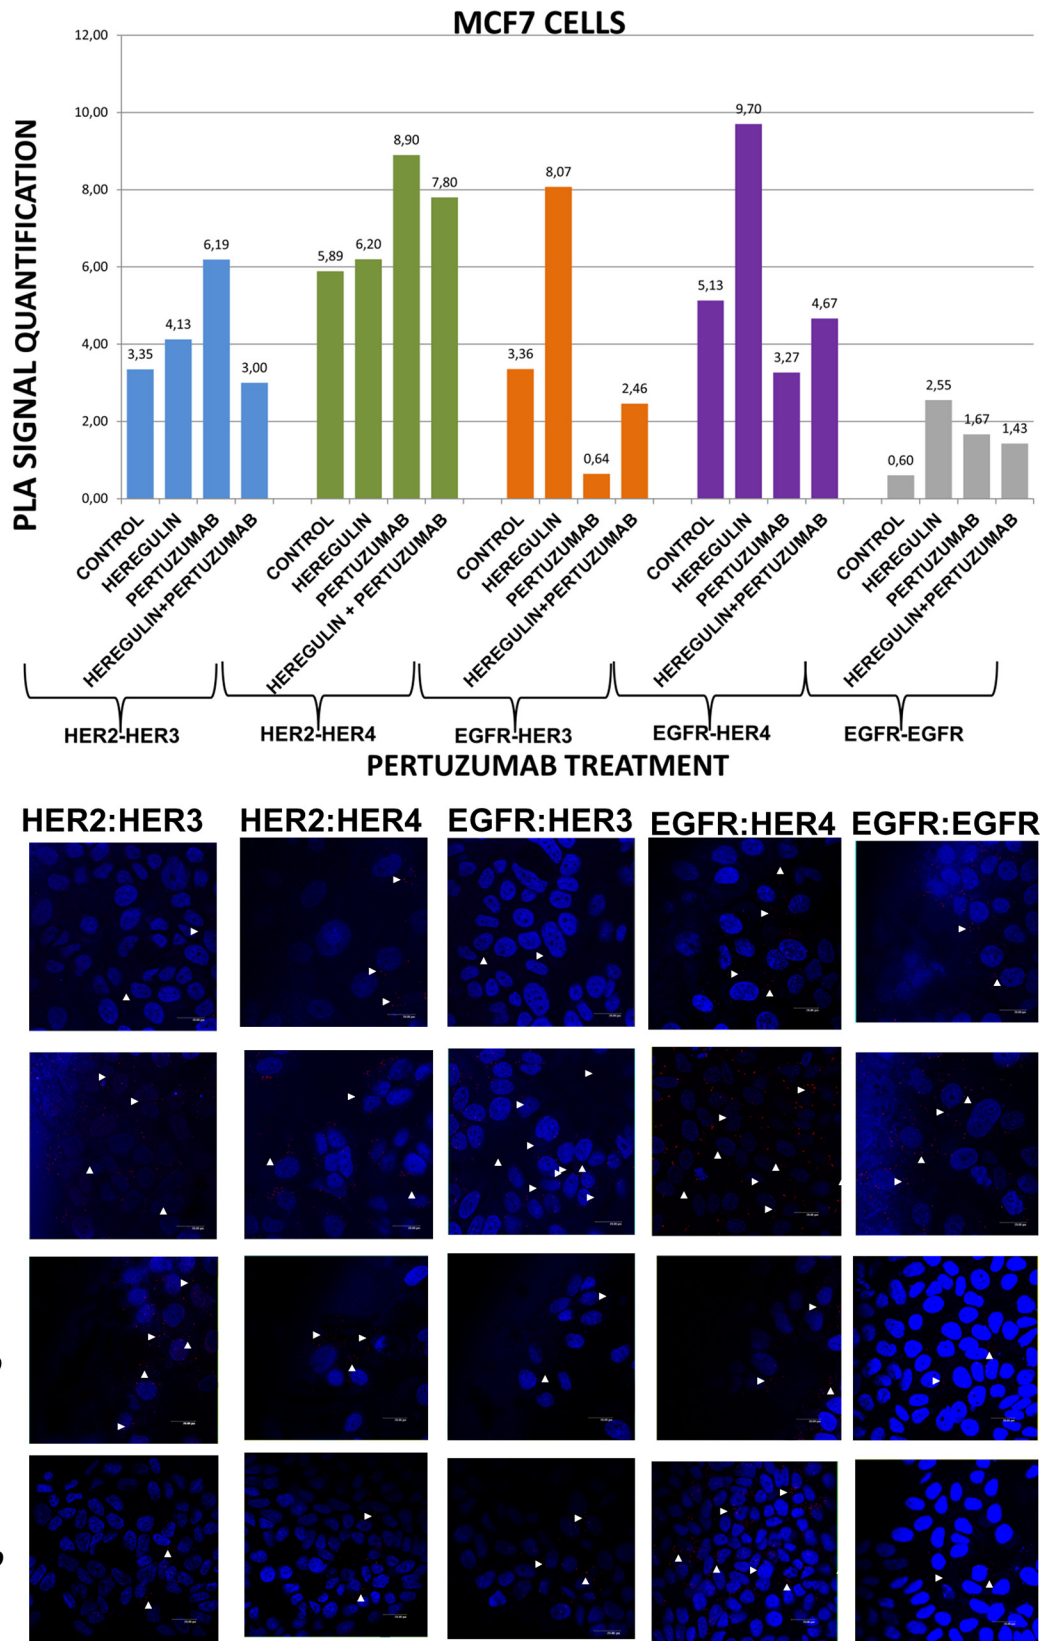 MCF7 CELLS
PLA SIGNAL QUANTIFICATION
12,00
10,00
8,00
6,00
4,00
2,00
0,00
3,35
4,13
6,19
3,00
5,89
6,20
8,90
7,80
3,36
8,07
0,64
2,46
5,13
9,70
3,27
4,67
0,60
2,55
1,67
1,43
CONTROL
HEREGULIN
PERTUZUMAB
HEREGULIN+PERTUZUMAB
CONTROL
HEREGULIN
PERTUZUMAB
HEREGULIN + PERTUZUMAB
CONTROL
HEREGULIN
PERTUZUMAB
HEREGULIN+PERTUZUMAB
CONTROL
HEREGULIN
PERTUZUMAB
HEREGULIN+PERTUZUMAB
CONTROL
HEREGULIN
PERTUZUMAB
HEREGULIN+PERTUZUMAB
HER2-HER3
HER2-HER4
EGFR-HER3
EGFR-HER4
EGFR-EGFR
PERTUZUMAB TREATMENT
HER2:HER3
HER2:HER4
EGFR:HER3
EGFR:HER4
EGFR:EGFR